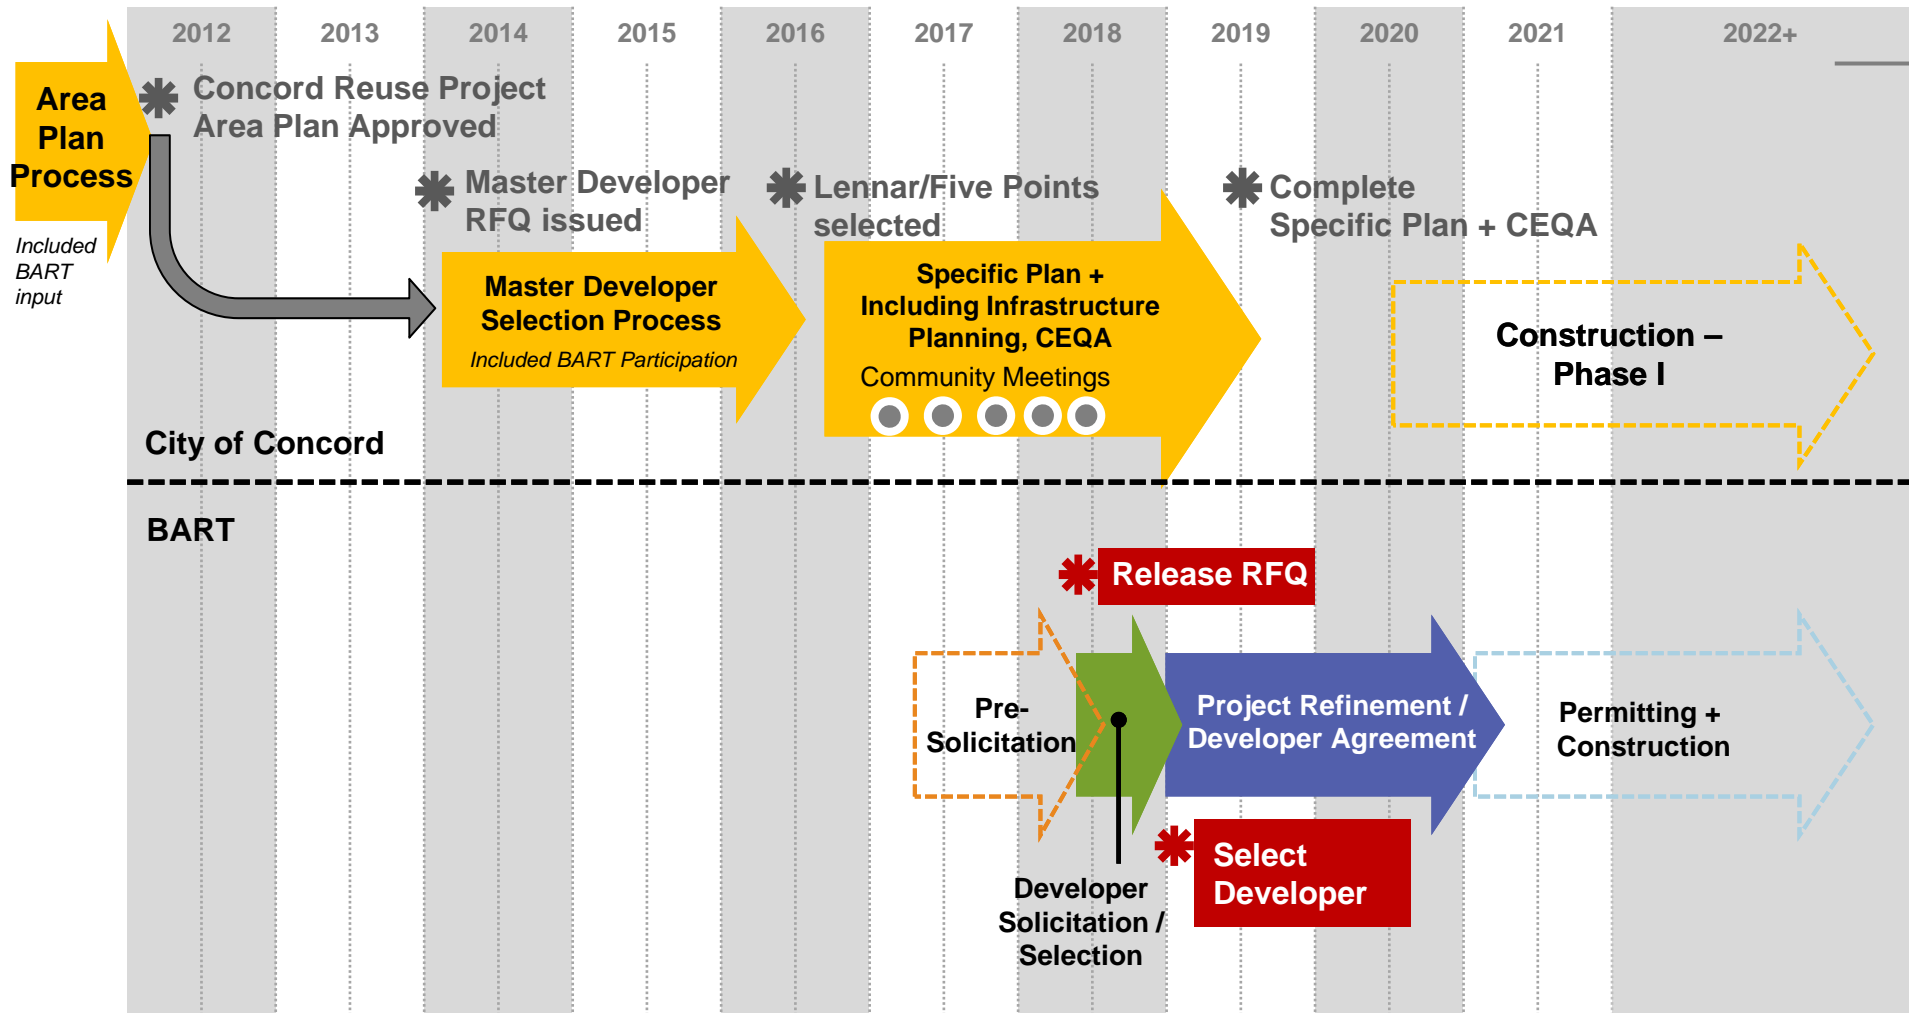 2012 2013 2014 2015 2016 2017 2018 2019 2020 2021 2022+
Area
Plan
Process
Included
BART
input
Concord Reuse Project
Area Plan Approved
Master Developer
RFQ issued
Lennar/Five Points
selected
Complete
Specific Plan + CEQA
Master Developer
Selection Process
Included BART Participation
Specific Plan +
Including Infrastructure
Planning, CEQA
Community Meetings
Construction –
Phase I
City of Concord
BART
Release RFQ
Pre-
Solicitation
Project Refinement /
Developer Agreement
Permitting +
Construction
Select
Developer
Developer
Solicitation /
Selection